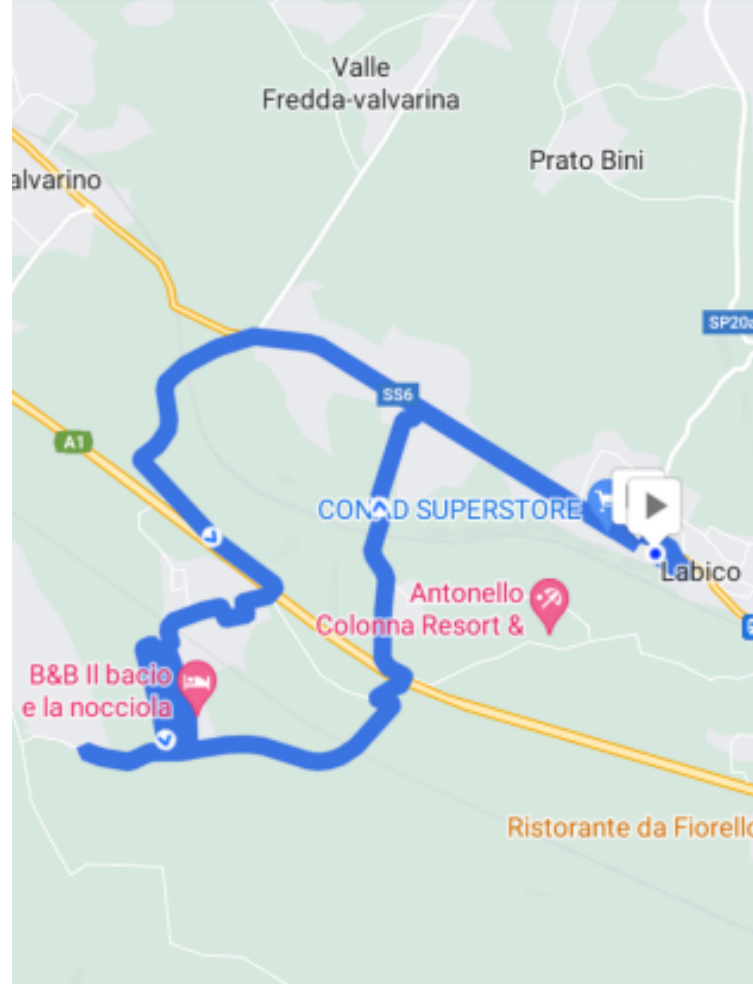 Valle
Fredda-valvarina
Prato Bini
alvarino
SP20a
SS6
A1
CONAD SUPERSTORE
Labico
Antonello
Colonna Resort &
B&B Il bacio
e la nocciola
Ristorante da Fiorello